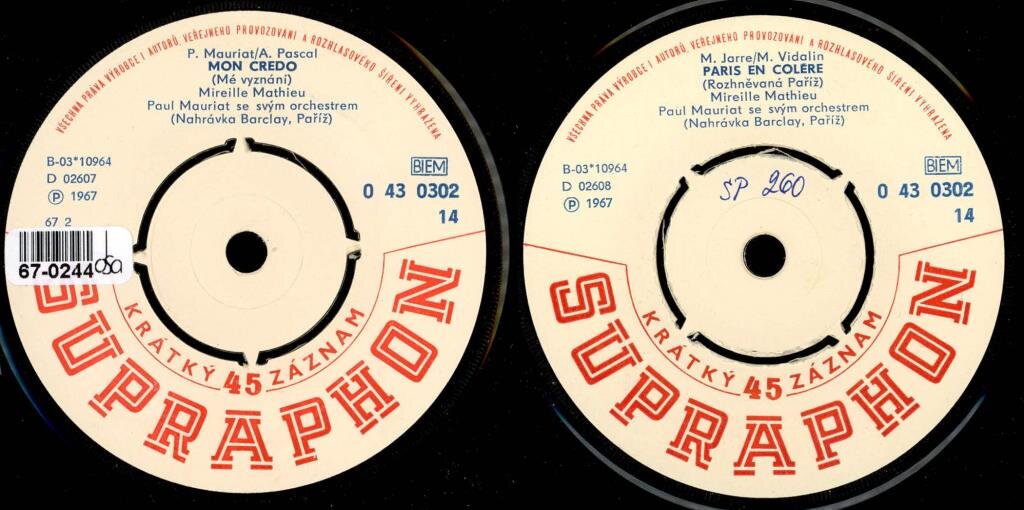 VŠECHNA PRÁVA VÝROBCE I AUTORŮ, VEŘEJNÉHO PROVOZOVÁNÍ A ROZHLASOVÉHO ŠÍŘENÍ VYHRAŽENA
P. Mauriat/A. Pascal
MON CREDO
(Mé vyznání)
Mireille Mathieu
Paul Mauriat se svým orchestrem
(Nahrávka Barclay, Paříž)
B-03*10964
D 02607
Ⓟ 1967
67 2
BIEM
0 43 0302
14
67-0244
KRÁTKÝ 45 ZÁZNAM
SUPRAPHON
VŠECHNA PRÁVA VÝROBCE I AUTORŮ, VEŘEJNÉHO PROVOZOVÁNÍ A ROZHLASOVÉHO ŠÍŘENÍ VYHRAŽENA
M. Jarre/M. Vidalin
PARIS EN COLÈRE
(Rozhněvaná Paříž)
Mireille Mathieu
Paul Mauriat se svým orchestrem
(Nahrávka Barclay, Paříž)
B-03*10964
D 02608
Ⓟ 1967
SP 260
BIEM
0 43 0302
14
KRÁTKÝ 45 ZÁZNAM
SUPRAPHON